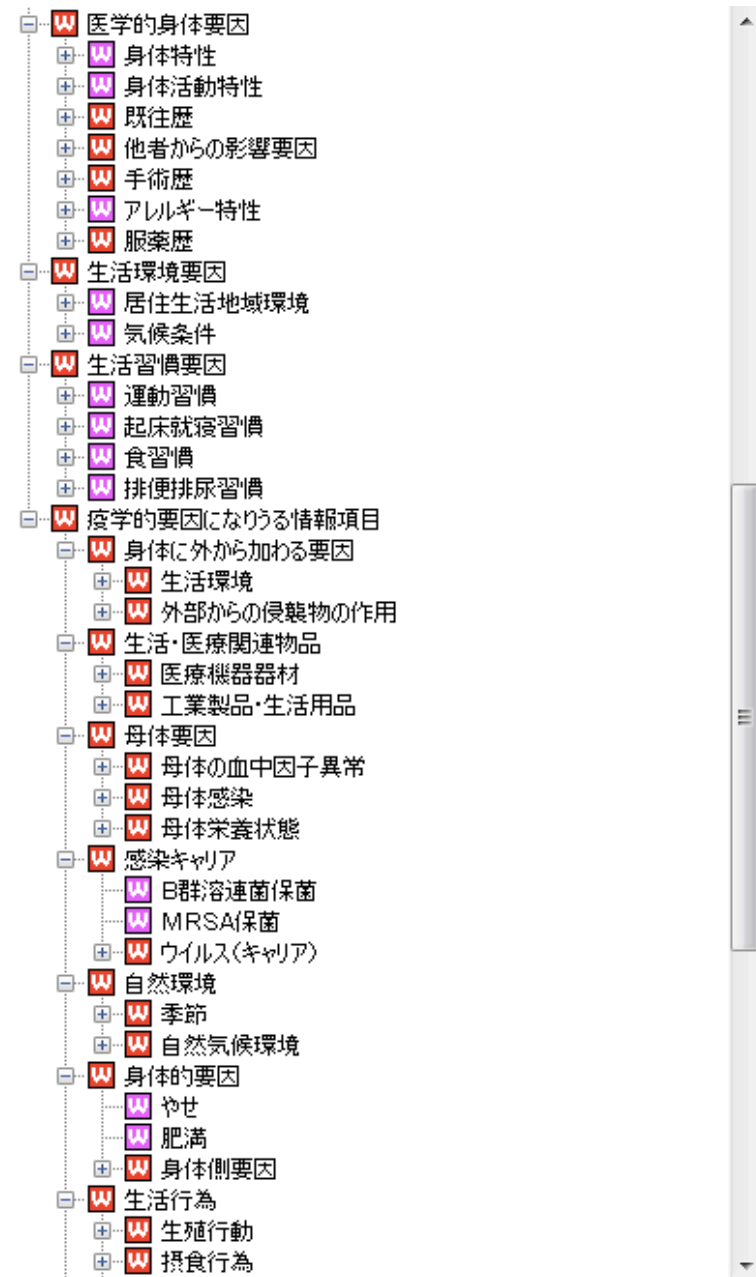 医学的身体要因
身体特性
身体活動特性
既往歴
他者からの影響要因
手術歴
アレルギー特性
服薬歴
生活環境要因
居住生活地域環境
気候条件
生活習慣要因
運動習慣
起床就寝習慣
食習慣
排便排尿習慣
疫学的要因になりうる情報項目
身体に外から加わる要因
生活環境
外部からの侵襲物の作用
生活・医療関連物品
医療機器器材
工業製品・生活用品
母体要因
母体の血中因子異常
母体感染
母体栄養状態
感染キャリア
B群溶連菌保菌
MRSA保菌
ウイルス(キャリア)
自然環境
季節
自然気候環境
身体的要因
やせ
肥満
身体側要因
生活行為
生殖行動
摂食行為